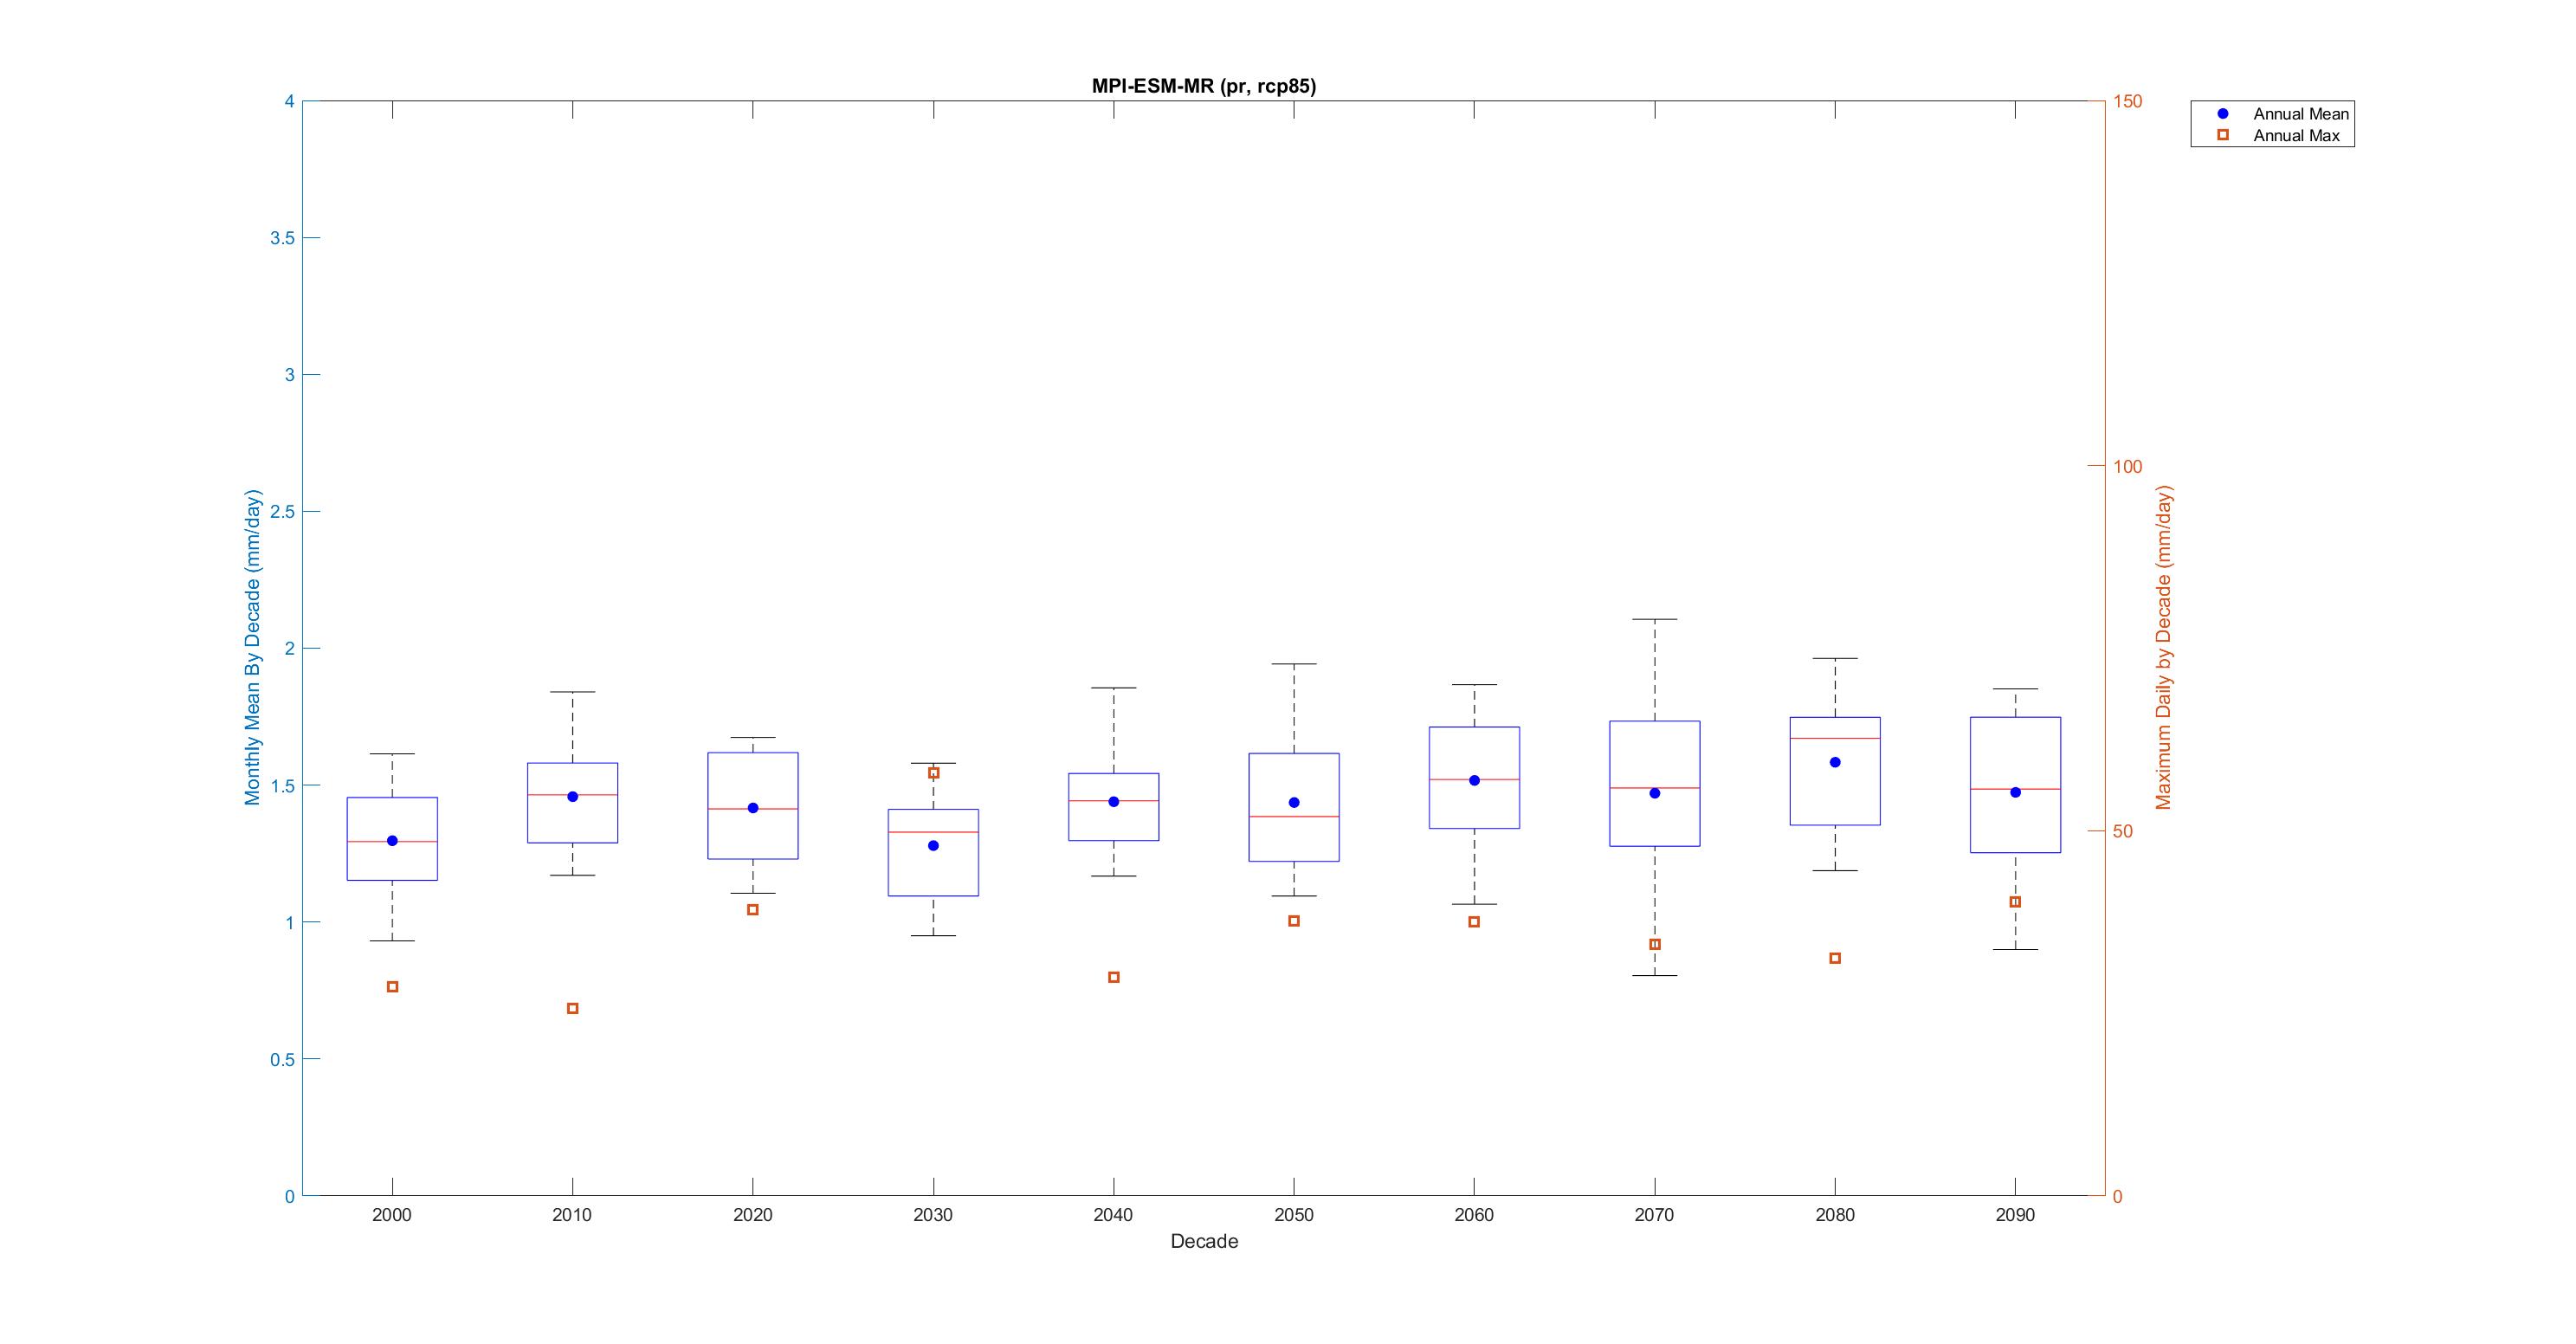 MPI-ESM-MR (pr, rcp85)
Annual Mean
Annual Max
4
3.5
3
2.5
2
1.5
1
0.5
0
Monthly Mean By Decade (mm/day)
150
100
50
0
Maximum Daily by Decade (mm/day)
2000 2010 2020 2030 2040 2050 2060 2070 2080 2090
Decade